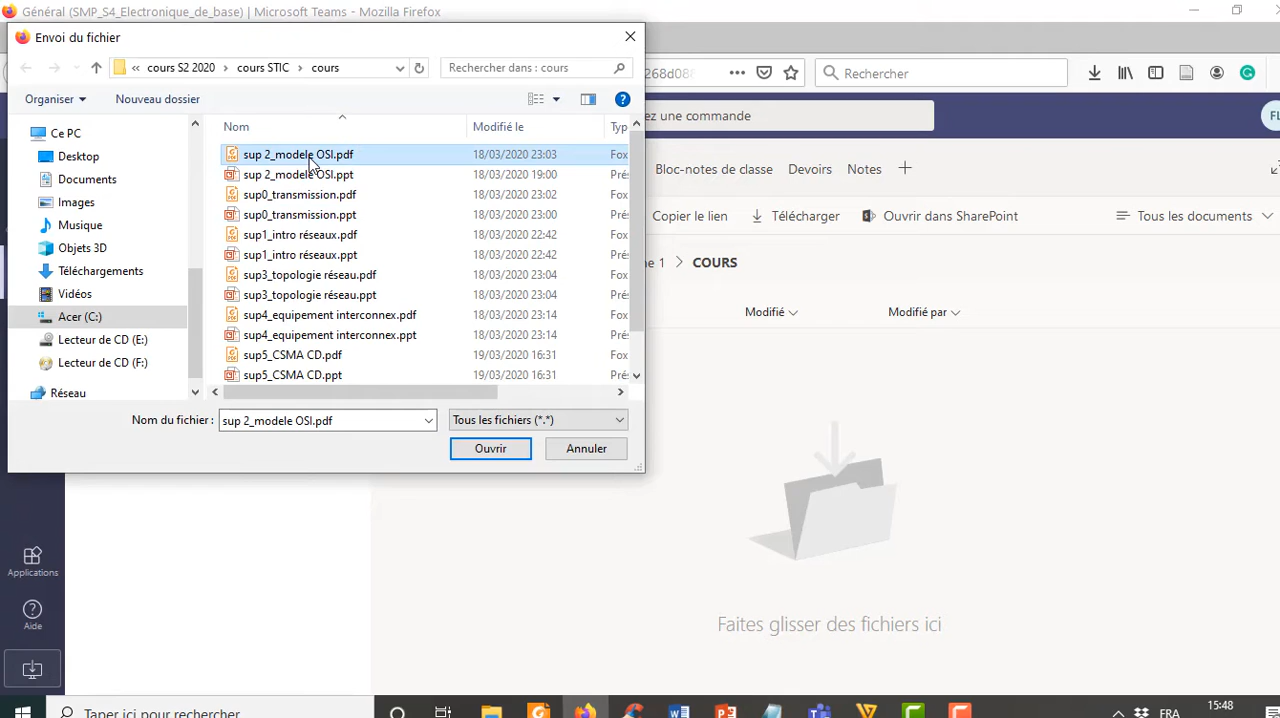 Général (SMP_S4_Electronique_de_base) | Microsoft Teams - Mozilla Firefox
Envoi du fichier
« cours S2 2020 > cours STIC > cours
Rechercher dans : cours
268d08
Rechercher
Organiser
Nouveau dossier
ez une commande
FL
Ce PC
Desktop
Documents
Images
Musique
Objets 3D
Téléchargements
Vidéos
Acer (C:)
Lecteur de CD (E:)
Lecteur de CD (F:)
Réseau
Nom Modifié le Typ
sup 2_modele OSI.pdf 18/03/2020 23:03 Fox
sup 2_modele OSI.ppt 18/03/2020 19:00 Pré
sup0_transmission.pdf 18/03/2020 23:02 Fox
sup0_transmission.ppt 18/03/2020 23:00 Pré
sup1_intro réseaux.pdf 18/03/2020 22:42 Fox
sup1_intro réseaux.ppt 18/03/2020 22:42 Pré
sup3_topologie réseau.pdf 18/03/2020 23:04 Fox
sup3_topologie réseau.ppt 18/03/2020 23:04 Pré
sup4_equipement interconnex.pdf 18/03/2020 23:14 Fox
sup4_equipement interconnex.ppt 18/03/2020 23:14 Pré
sup5_CSMA CD.pdf 19/03/2020 16:31 Fox
sup5_CSMA CD.ppt 19/03/2020 16:31 Pré
Nom du fichier : sup 2_modele OSI.pdf Tous les fichiers (*.*)
Ouvrir Annuler
Bloc-notes de classe Devoirs Notes +
Copier le lien Télécharger Ouvrir dans SharePoint Tous les documents
me 1 > COURS
Modifié Modifié par
Faites glisser des fichiers ici
Applications
Aide
Taper ici pour rechercher
FRA
15:48